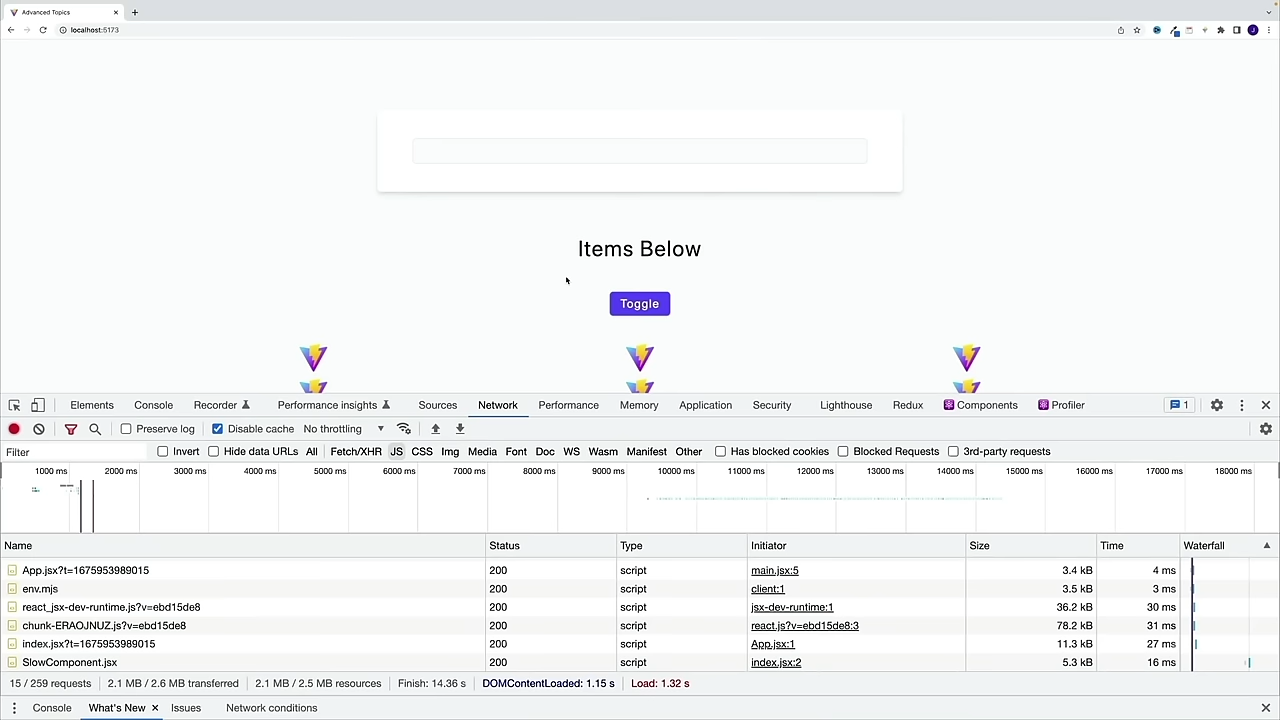 Advanced Topics
localhost:5173
J
Items Below
Toggle
Elements Console Recorder Performance insights Sources Network Performance Memory Application Security Lighthouse Redux Components Profiler 1
Preserve log Disable cache No throttling
Filter Invert Hide data URLs All Fetch/XHR JS CSS Img Media Font Doc WS Wasm Manifest Other Has blocked cookies Blocked Requests 3rd-party requests
1000 ms 2000 ms 3000 ms 4000 ms 5000 ms 6000 ms 7000 ms 8000 ms 9000 ms 10000 ms 11000 ms 12000 ms 13000 ms 14000 ms 15000 ms 16000 ms 17000 ms 18000 ms
Name Status Type Initiator Size Time Waterfall
App.jsx?t=1675953989015 200 script main.jsx:5 3.4 kB 4 ms
env.mjs 200 script client:1 3.5 kB 3 ms
react_jsx-dev-runtime.js?v=ebd15de8 200 script jsx-dev-runtime:1 36.2 kB 30 ms
chunk-ERAOJNUZ.js?v=ebd15de8 200 script react.js?v=ebd15de8:3 78.2 kB 31 ms
index.jsx?t=1675953989015 200 script App.jsx:1 11.3 kB 27 ms
SlowComponent.jsx 200 script index.jsx:2 5.3 kB 16 ms
15 / 259 requests 2.1 MB / 2.6 MB transferred 2.1 MB / 2.5 MB resources Finish: 14.36 s DOMContentLoaded: 1.15 s Load: 1.32 s
Console What's New Issues Network conditions